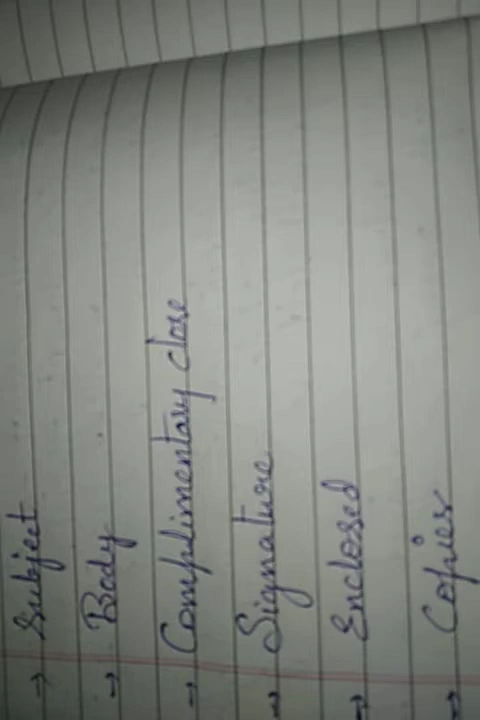 → Subject
→ Body
→ Complimentary close
→ Signature
→ Enclosed
→ Copies